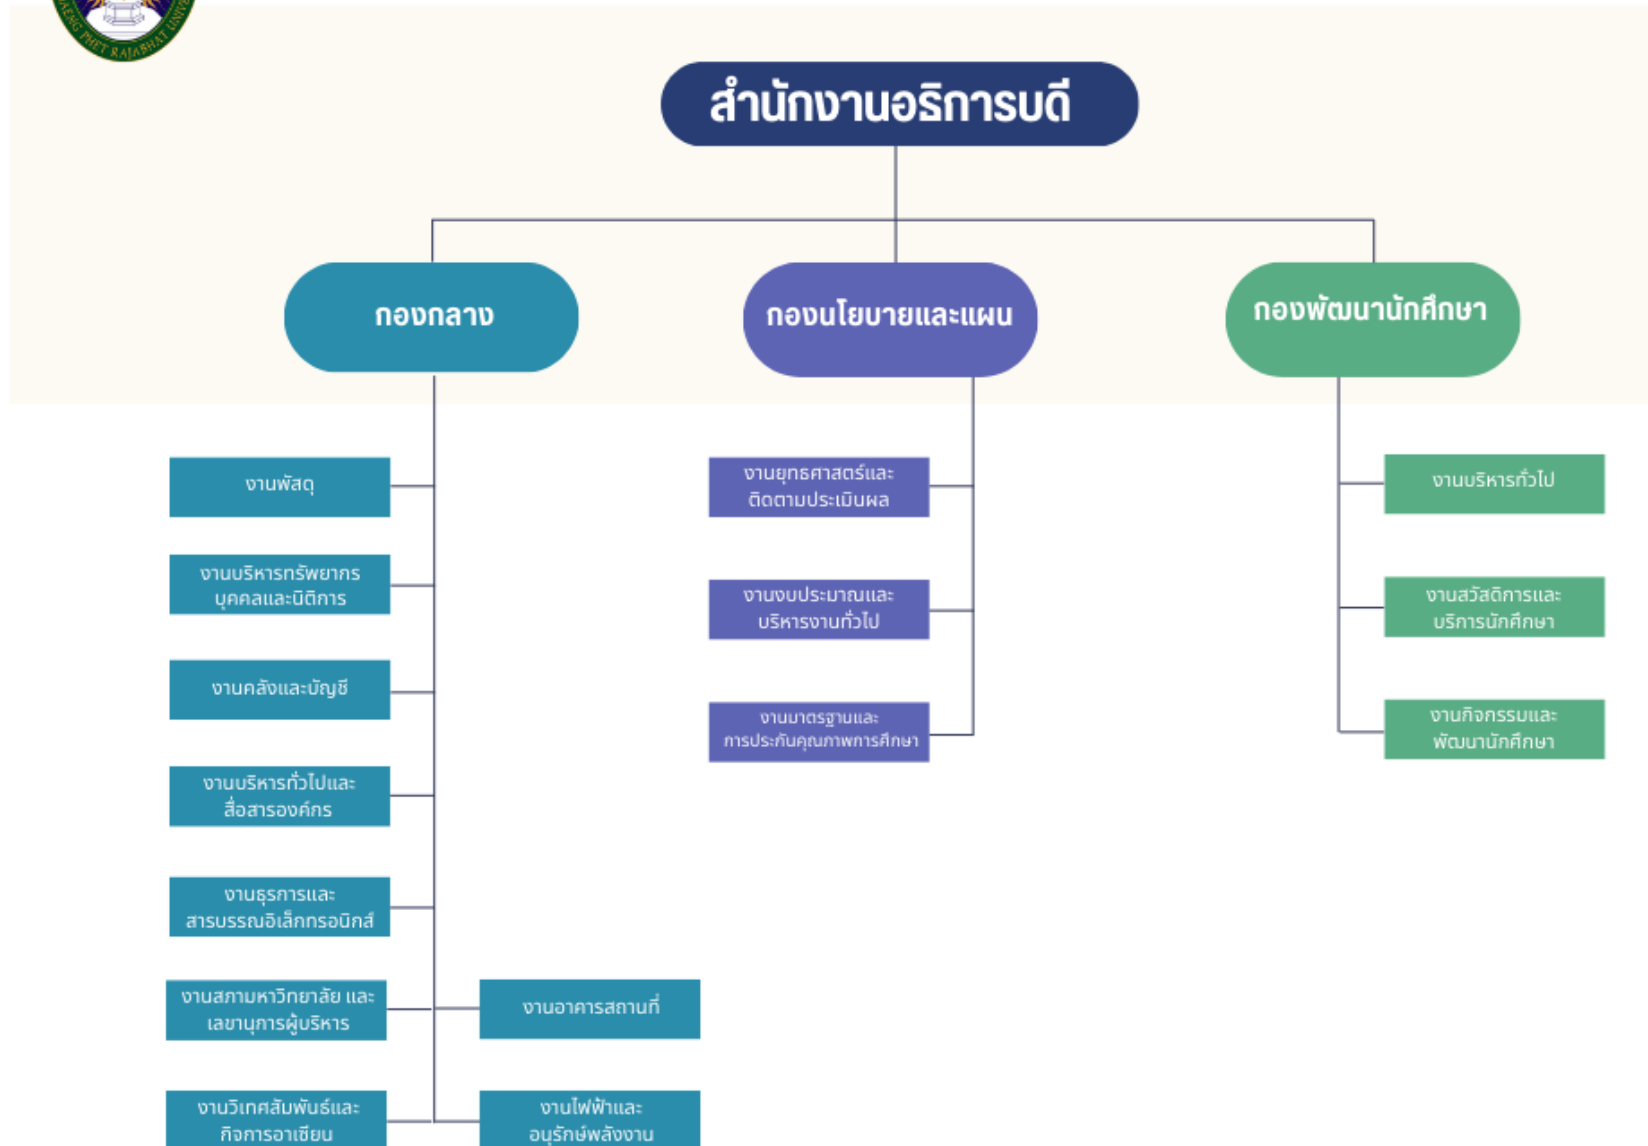 PHET RAJABHAT
สำนักงานอธิการบดี
กองกลาง
กองนโยบายและแผน
กองพัฒนานักศึกษา
งานพัสดุ
งานบริหารทรัพยากร
บุคคลและนิติการ
งานคลังและบัญชี
งานบริหารทั่วไปและ
สื่อสารองค์กร
งานธุรการและ
สารบรรณอิเล็กทรอนิกส์
งานสภามหาวิทยาลัย และ
เลขานุการผู้บริหาร
งานวิเทศสัมพันธ์และ
กิจการอาเซียน
งานอาคารสถานที่
งานไฟฟ้าและ
อนุรักษ์พลังงาน
งานยุทธศาสตร์และ
ติดตามประเมินผล
งานงบประมาณและ
บริหารงานทั่วไป
งานมาตรฐานและ
การประกันคุณภาพการศึกษา
งานบริหารทั่วไป
งานสวัสดิการและ
บริการนักศึกษา
งานกิจกรรมและ
พัฒนานักศึกษา